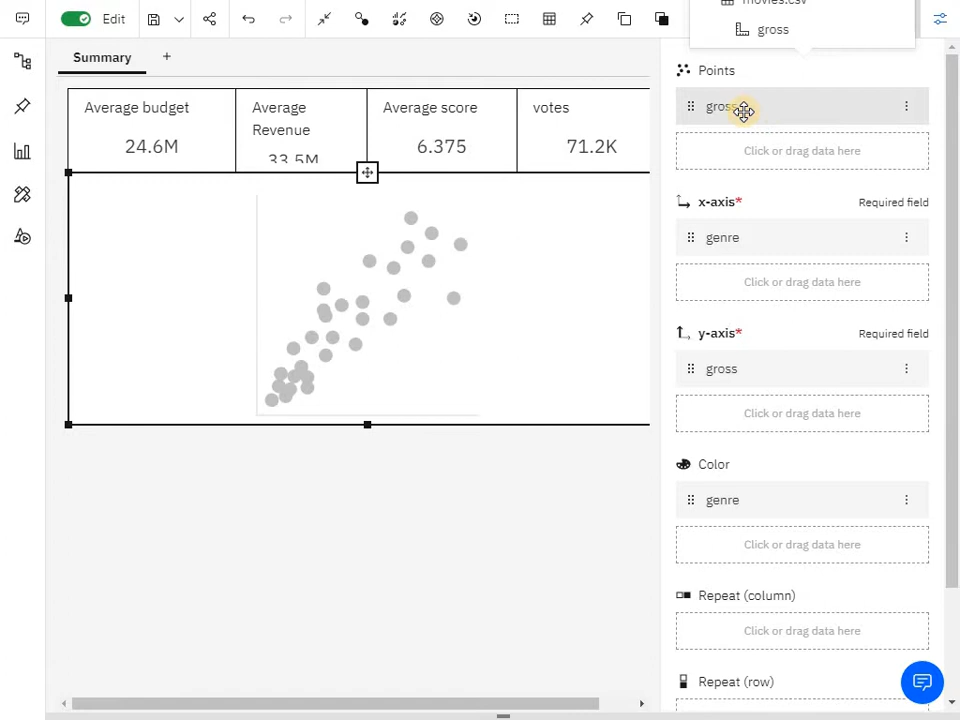 Edit
movies.csv
gross
Summary
+
Average budget
24.6M
Average
Revenue
33.5M
Average score
6.375
votes
71.2K
Points
gross
Click or drag data here
x-axis*
Required field
genre
Click or drag data here
y-axis*
Required field
gross
Click or drag data here
Color
genre
Click or drag data here
Repeat (column)
Click or drag data here
Repeat (row)